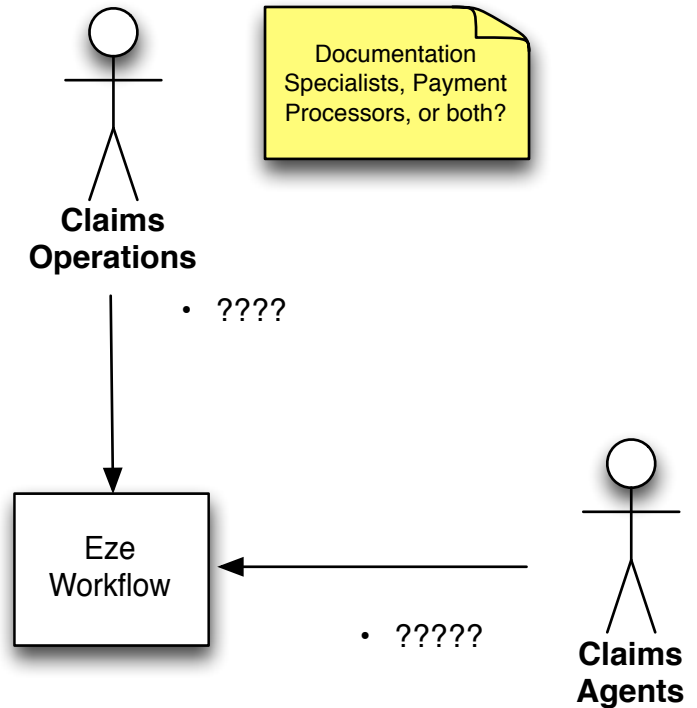 Documentation
Specialists, Payment
Processors, or both?
Claims
Operations
• ????
Eze
Workflow
• ?????
Claims
Agents